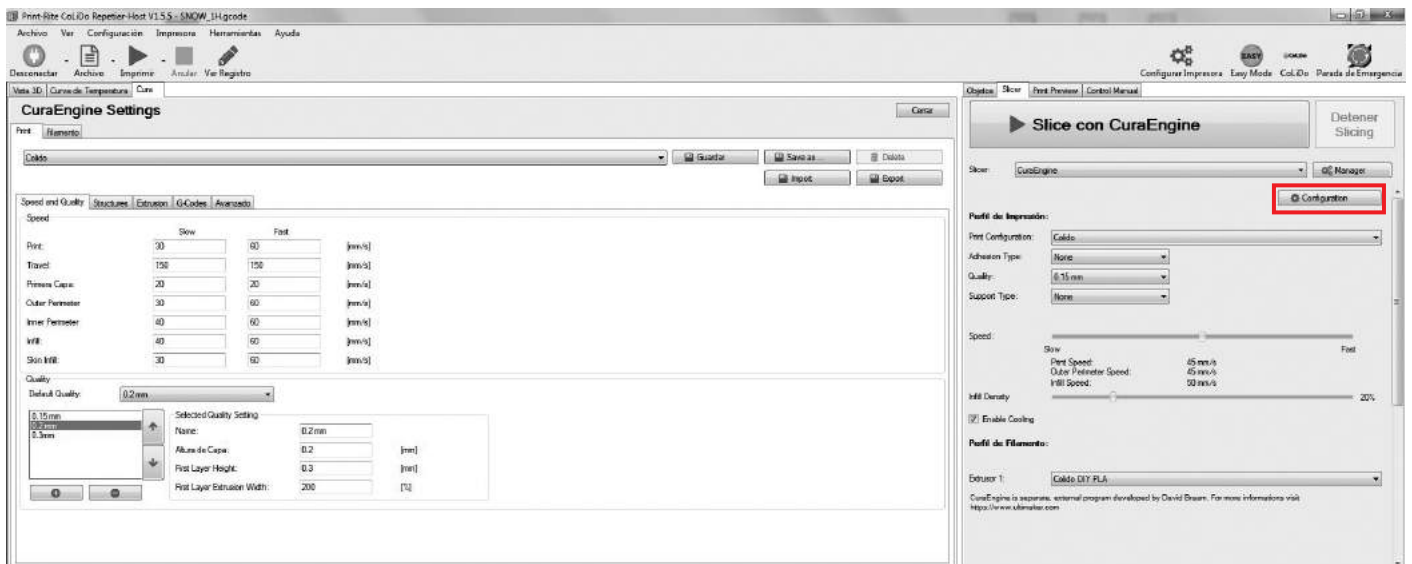 Print-Rite CoLiDo Repetier-Host V1.5.5 - SNOW_1H.gcode
Archivo Ver Configuración Impresora Herramientas Ayuda
Desconectar Archivo Imprimir Anular Ver Registro
Configurar Impresora Easy Mode CoLiDo Parada de Emergencia
EASY
Vista 3D Curva de Temperatura Cura
CuraEngine Settings
Cerrar
Print Filamento
Colido
Guardar Save as ... Delete
Import Export
Speed and Quality Structures Extrusion G-Codes Avanzado
Speed
Slow Fast
Print: 30 60 [mm/s]
Travel: 150 150 [mm/s]
Primera Capa: 20 20 [mm/s]
Outer Perimeter 30 60 [mm/s]
Inner Perimeter 40 60 [mm/s]
Infill: 40 60 [mm/s]
Skin Infill: 30 60 [mm/s]
Quality
Default Quality: 0.2 mm
0.15 mm
0.2 mm
0.3mm
Selected Quality Setting
Name: 0.2 mm
Altura de Capa: 0.2 [mm]
First Layer Height: 0.3 [mm]
First Layer Extrusion Width: 200 [%]
Objetos Slicer Print Preview Control Manual
Slice con CuraEngine
Detener
Slicing
Slicer: CuraEngine Manager
Configuration
Perfil de Impresión:
Print Configuration: Colido
Adhesion Type: None
Quality: 0.15 mm
Support Type: None
Speed:
Slow Fast
Print Speed: 45 mm/s
Outer Perimeter Speed: 45 mm/s
Infill Speed: 50 mm/s
Infill Density 20%
Enable Cooling
Perfil de Filamento:
Extrusor 1: Colido DIY PLA
CuraEngine is separate, external program developed by David Braam. For more informations visit
https://www.ultimaker.com